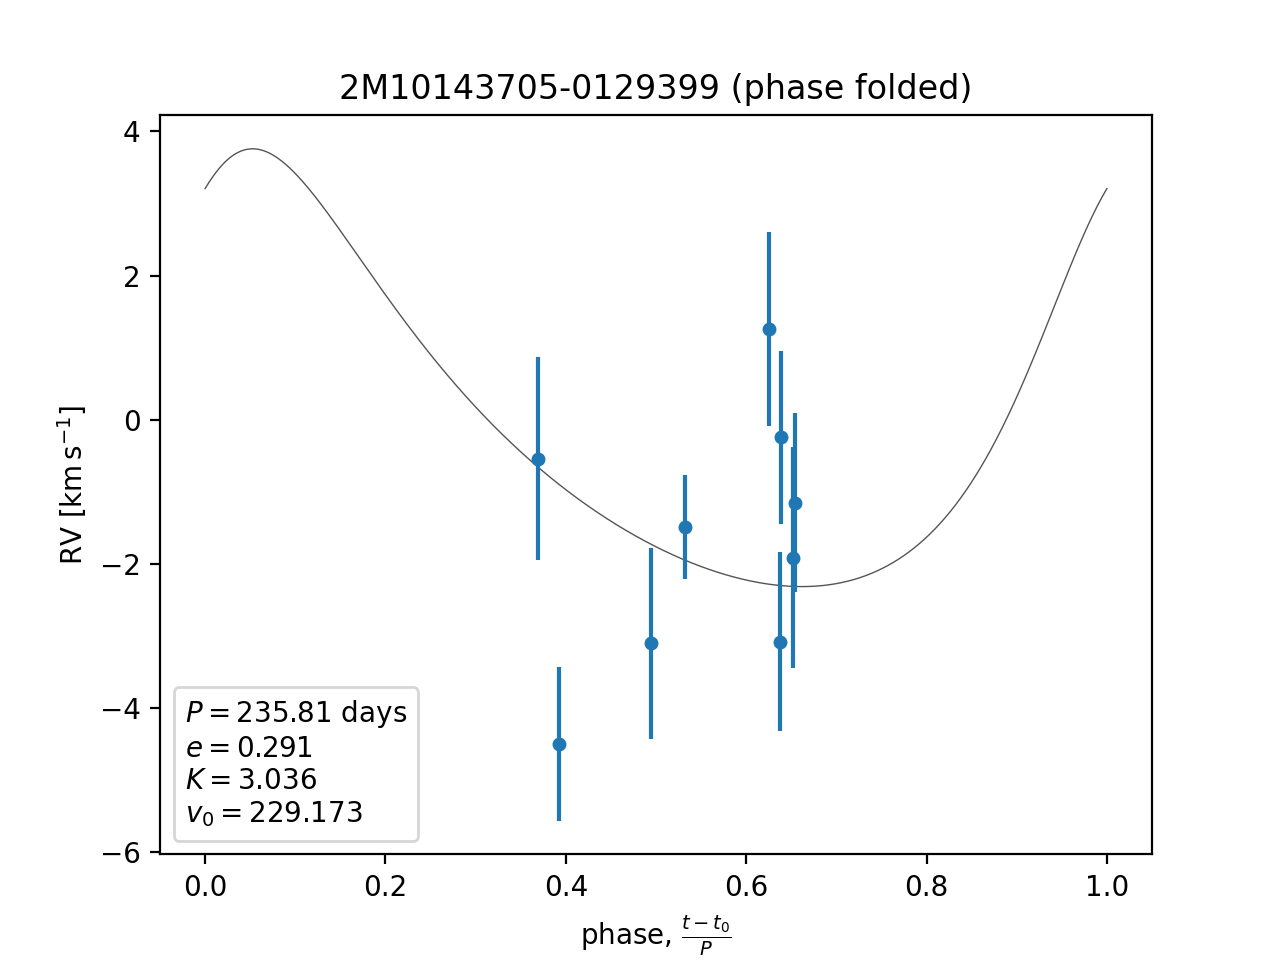 2M10143705-0129399 (phase folded)
4
2
0
−2
−4
−6
RV [km s⁻¹]
P = 235.81 days
e = 0.291
K = 3.036
v₀ = 229.173
0.0 0.2 0.4 0.6 0.8 1.0
phase, (t − t₀)/P